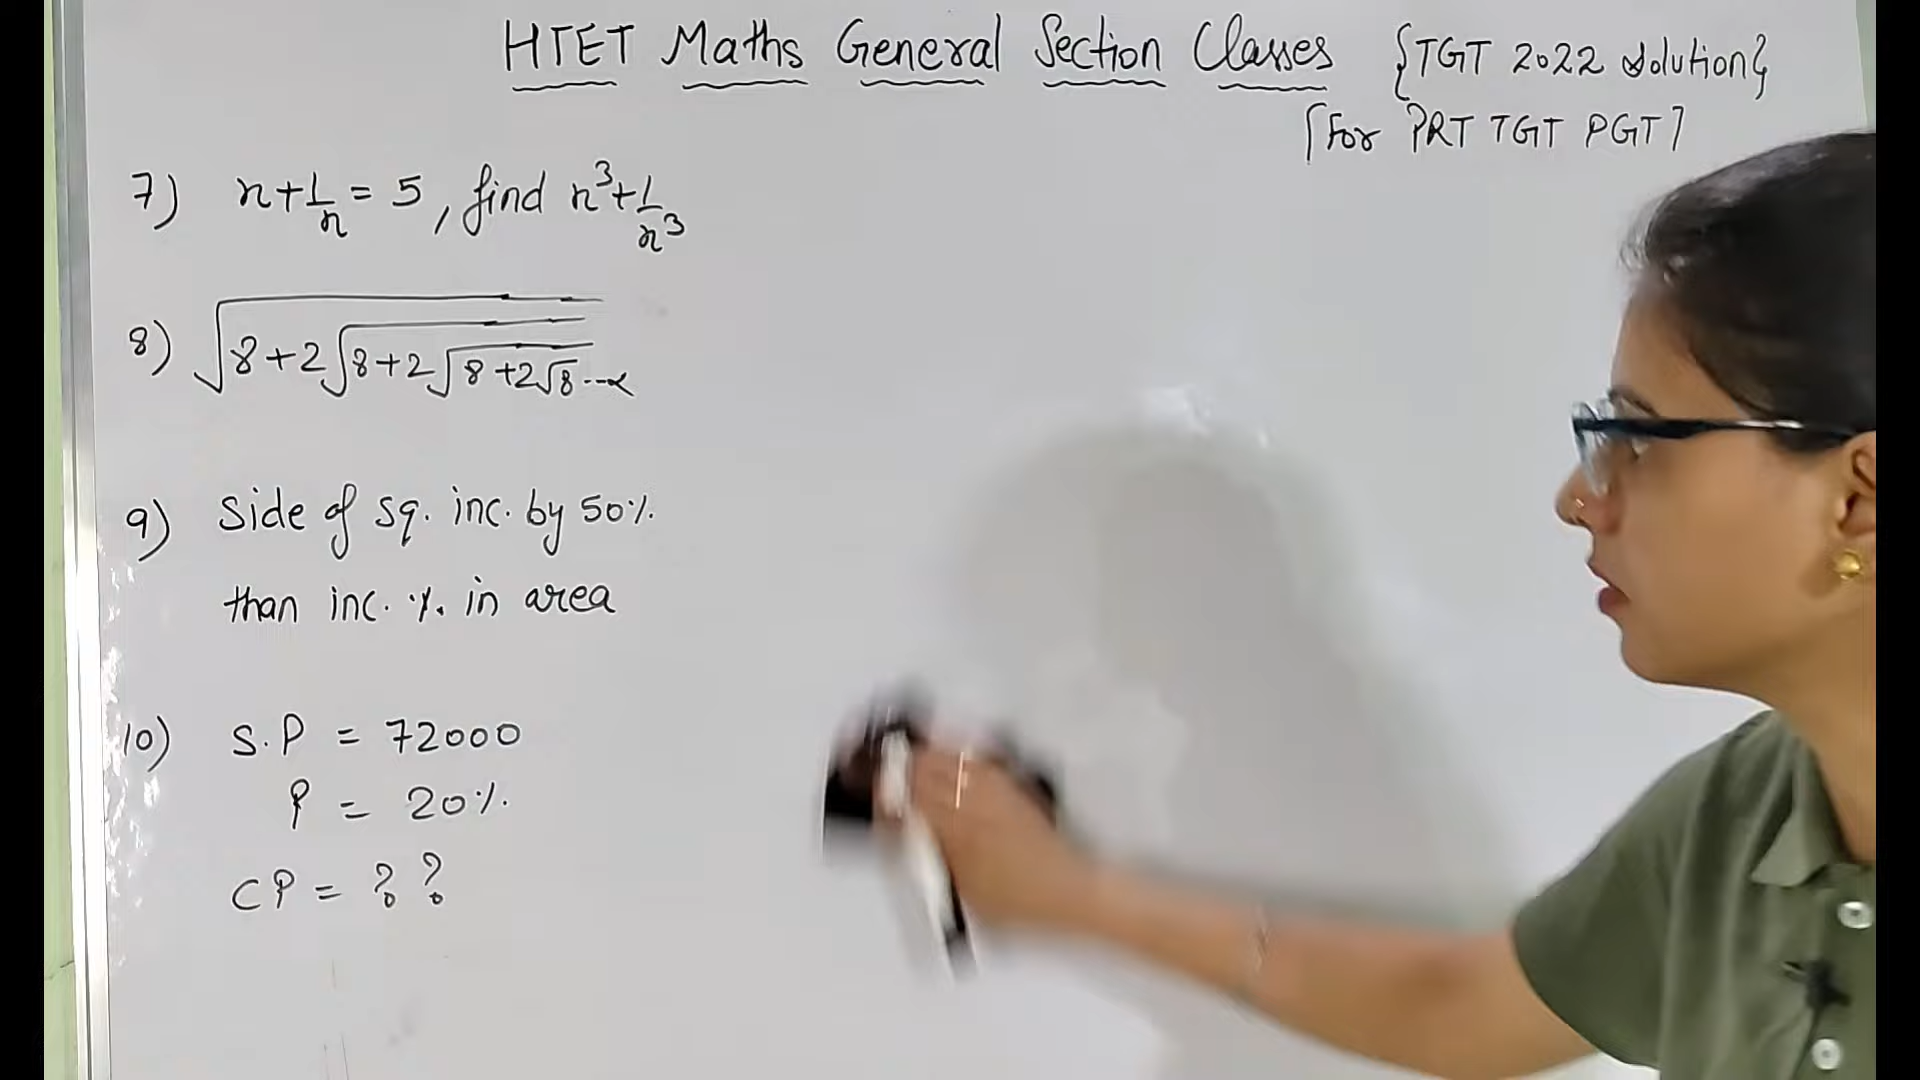 HTET Maths General Section Classes {TGT 2022 solution}
[For PRT TGT PGT]
7) x+1/x = 5, find x³+1/x³
8) √8+2√8+2√8+2√8--∝
9) Side of sq. inc. by 50%
than inc. % in area
10) S.P = 72000
P = 20%
CP = ??